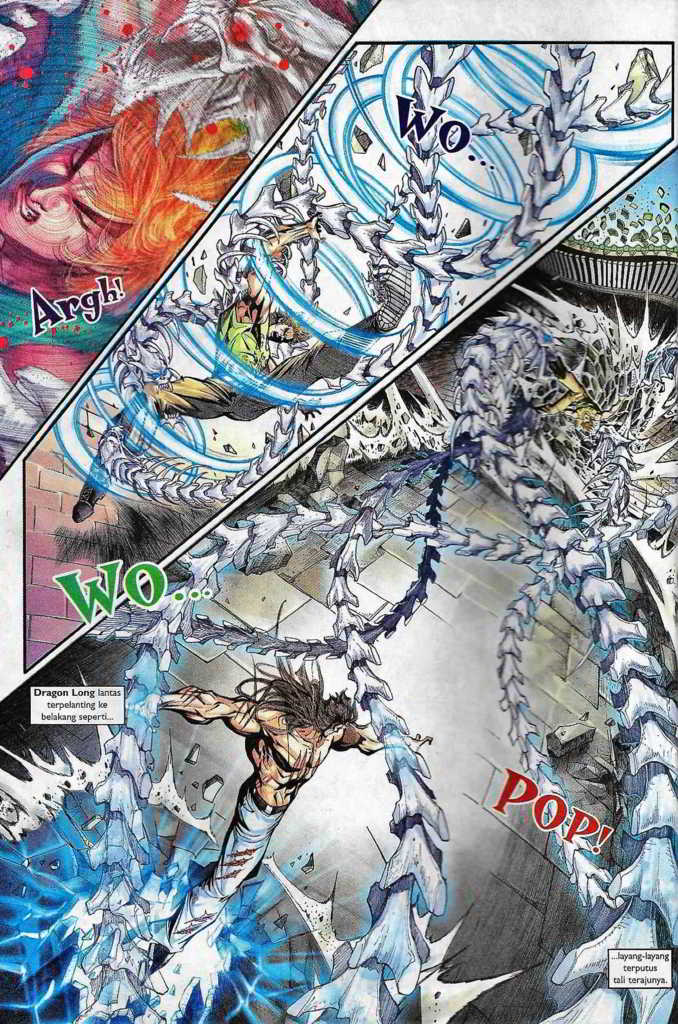 Argh!
Wo...
Wo...
Dragon Long lantas
terpelanting ke
belakang seperti...
POP!
...layang-layang
terputus
tali terajunya.